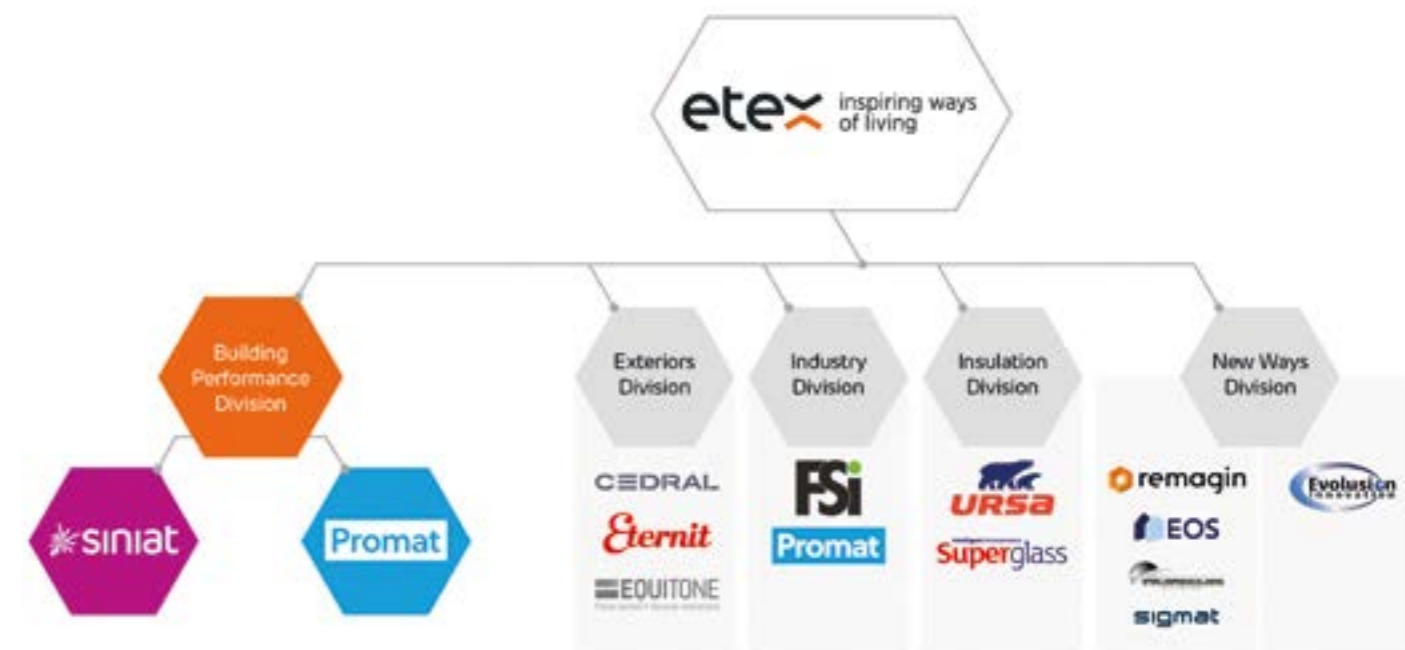 etex inspiring ways
of living
Building
Performance
Division
Exteriors
Division
Industry
Division
Insulation
Division
New Ways
Division
siniat
Promat
CEDRAL
Eternit
EQUITONE
FSi
Promat
URSA
Superglass
remagin
EOS
sigmat
Evolusion
innovation